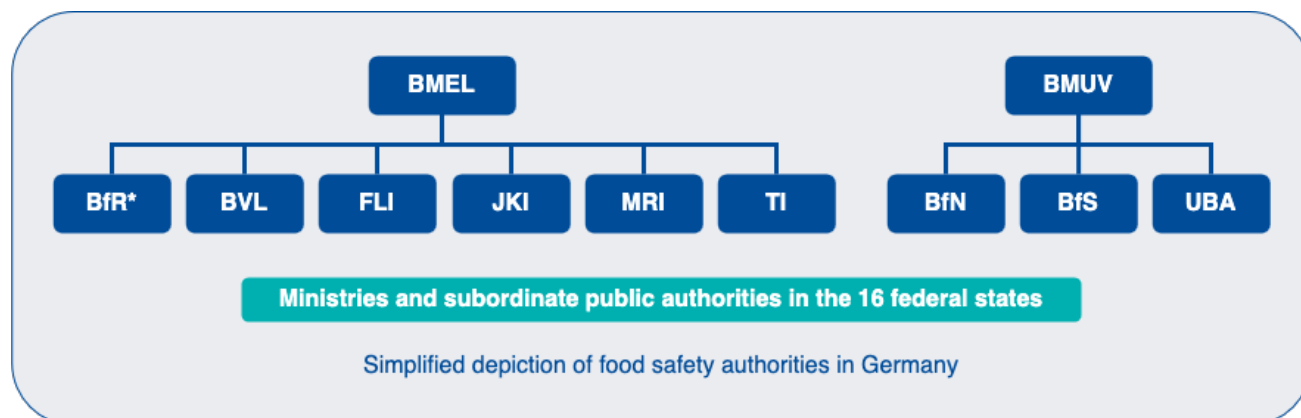 BMEL
BMUV
BfR*
BVL
FLI
JKI
MRI
TI
BfN
BfS
UBA
Ministries and subordinate public authorities in the 16 federal states
Simplified depiction of food safety authorities in Germany